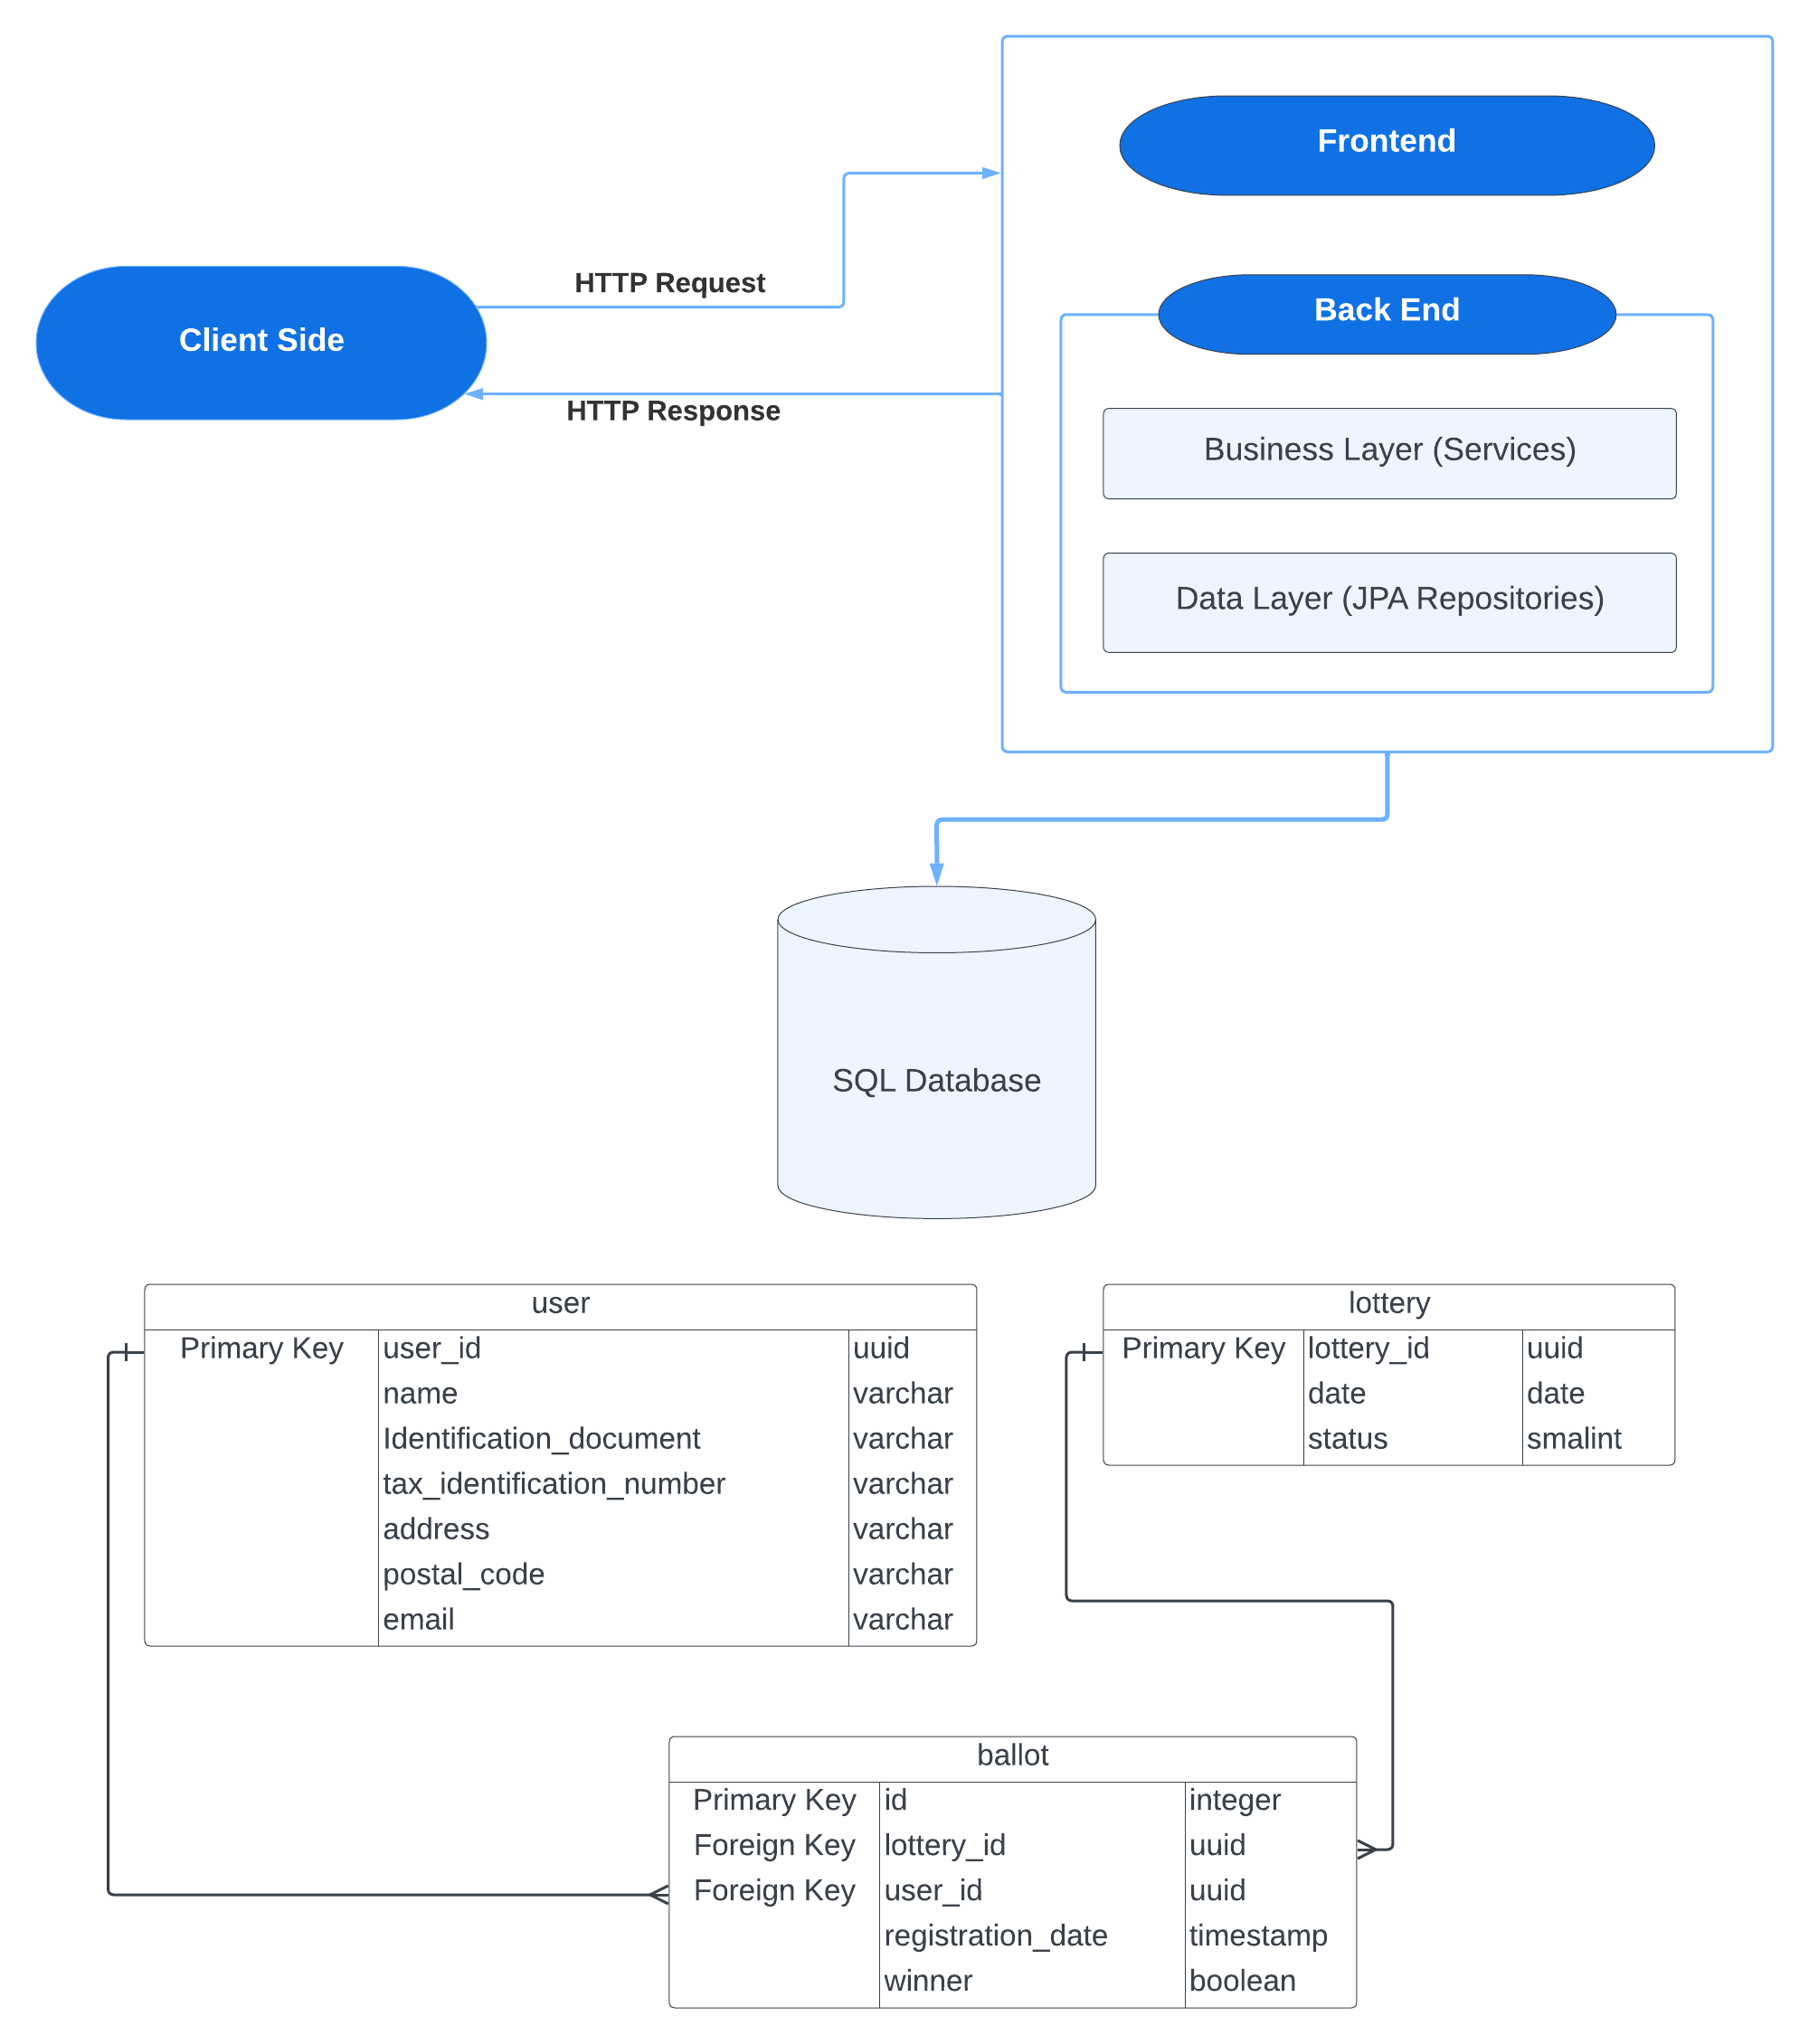 Frontend
HTTP Request
Back End
Client Side
HTTP Response
Business Layer (Services)
Data Layer (JPA Repositories)
SQL Database
user
Primary Key user_id uuid
name varchar
Identification_document varchar
tax_identification_number varchar
address varchar
postal_code varchar
email varchar
lottery
Primary Key lottery_id uuid
date date
status smalint
ballot
Primary Key id integer
Foreign Key lottery_id uuid
Foreign Key user_id uuid
registration_date timestamp
winner boolean